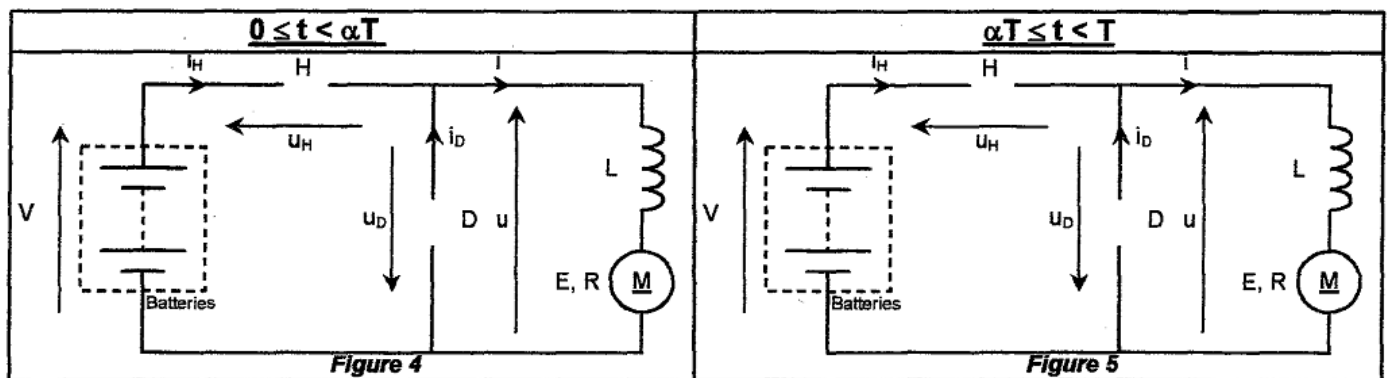 0 ≤ t < αT
αT ≤ t < T
i_H H I
u_H
i_D
V
u_D
D
u
L
E, R
M
Batteries
Figure 4
i_H H I
u_H
i_D
V
u_D
D
u
L
E, R
M
Batteries
Figure 5